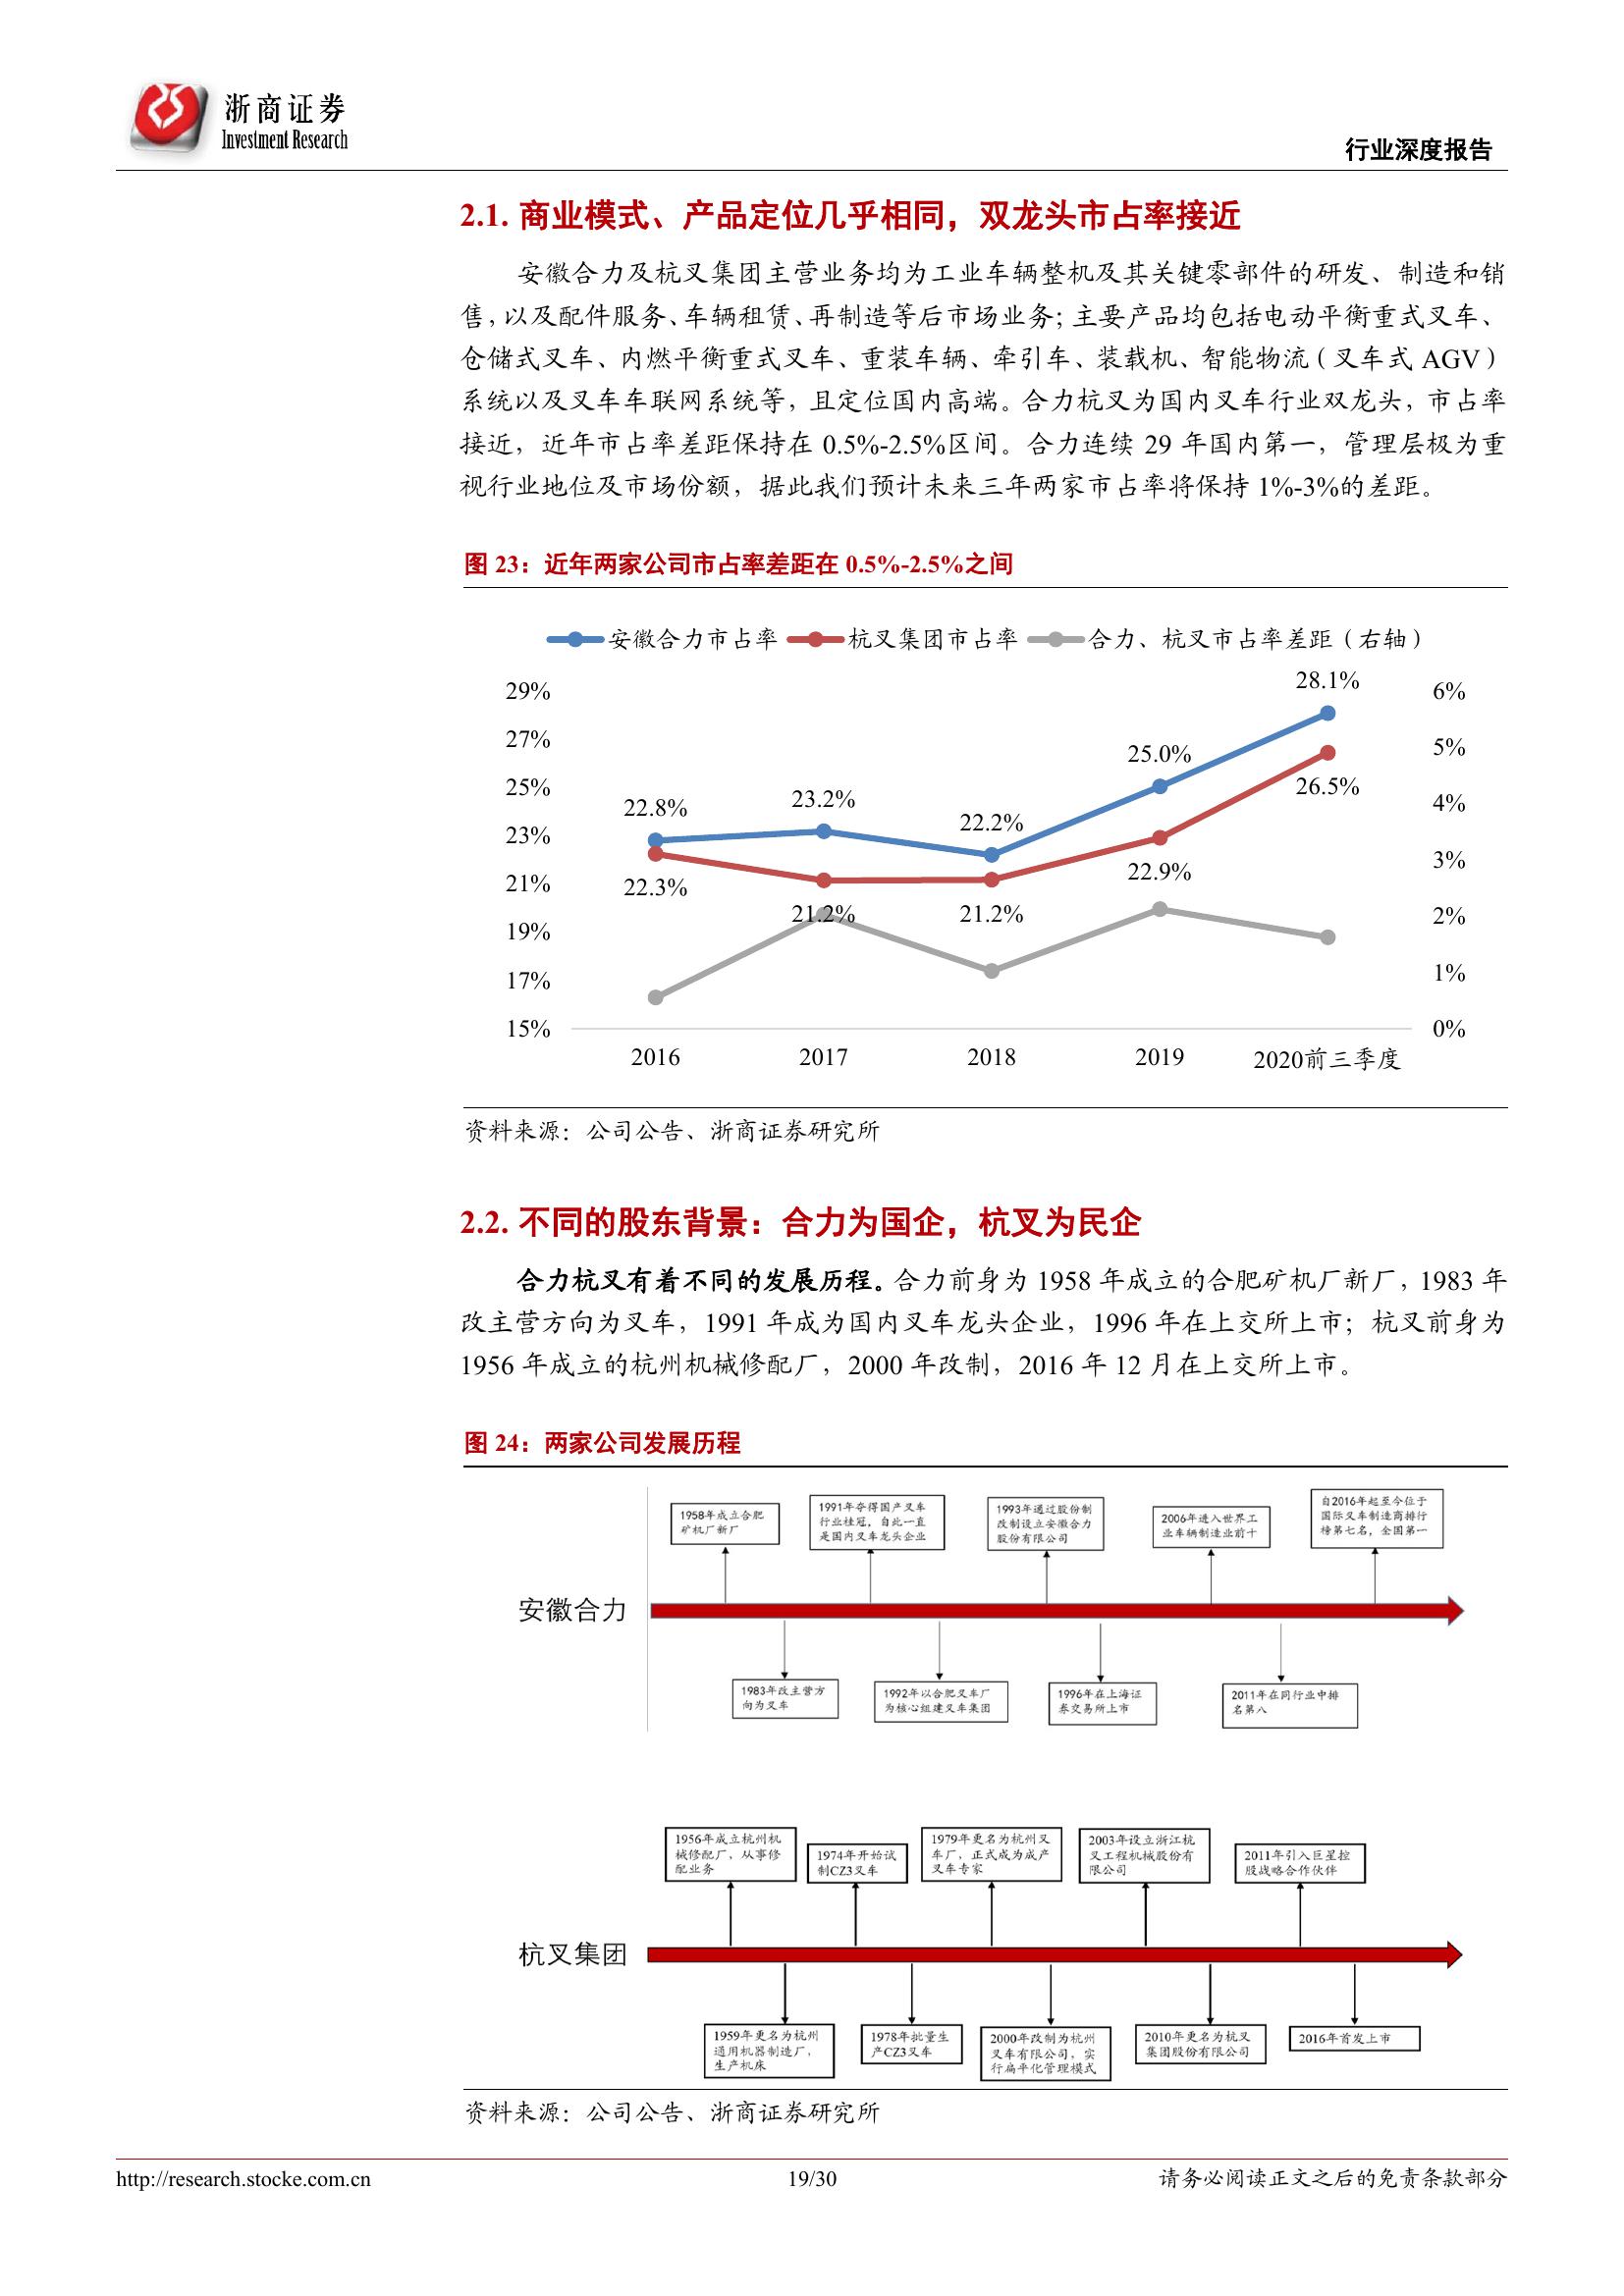 浙商证券
Investment Research
行业深度报告
2.1. 商业模式、产品定位几乎相同，双龙头市占率接近
安徽合力及杭叉集团主营业务均为工业车辆整机及其关键零部件的研发、制造和销
售，以及配件服务、车辆租赁、再制造等后市场业务；主要产品均包括电动平衡重式叉车、
仓储式叉车、内燃平衡重式叉车、重装车辆、牵引车、装载机、智能物流（叉车式 AGV）
系统以及叉车车联网系统等，且定位国内高端。合力杭叉为国内叉车行业双龙头，市占率
接近，近年市占率差距保持在 0.5%-2.5%区间。合力连续 29 年国内第一，管理层极为重
视行业地位及市场份额，据此我们预计未来三年两家市占率将保持 1%-3%的差距。
图 23：近年两家公司市占率差距在 0.5%-2.5%之间
安徽合力市占率 杭叉集团市占率 合力、杭叉市占率差距（右轴）
28.1%
29% 6%
27% 5%
25.0%
25% 26.5%
22.8% 23.2% 4%
22.2%
23%
22.9% 3%
21% 22.3%
21.2% 21.2% 2%
19%
17% 1%
15% 0%
2016 2017 2018 2019 2020前三季度
资料来源：公司公告、浙商证券研究所
2.2. 不同的股东背景：合力为国企，杭叉为民企
合力杭叉有着不同的发展历程。合力前身为 1958 年成立的合肥矿机厂新厂，1983 年
改主营方向为叉车，1991 年成为国内叉车龙头企业，1996 年在上交所上市；杭叉前身为
1956 年成立的杭州机械修配厂，2000 年改制，2016 年 12 月在上交所上市。
图 24：两家公司发展历程
1958年成立合肥
矿机厂新厂
1991年夺得国产叉车
行业桂冠，自此一直
是国内叉车龙头企业
1993年通过股份制
改制设立安徽合力
股份有限公司
2006年进入世界工
业车辆制造业前十
自2016年起至今位于
国际叉车制造商排行
榜第七名，全国第一
安徽合力
1983年改主营方
向为叉车
1992年以合肥叉车厂
为核心组建叉车集团
1996年在上海证
券交易所上市
2011年在同行业中排
名第八
1956年成立杭州机
械修配厂、从事修
配业务
1974年开始试
制CZ3叉车
1979年更名为杭州叉
车厂，正式成为成产
叉车专家
2003年设立浙江杭
叉工程机械股份有
限公司
2011年引入巨星控
股战略合作伙伴
杭叉集团
1959年更名为杭州
通用机器制造厂，
生产机床
1978年批量生
产CZ3叉车
2000年改制为杭州
叉车有限公司，实
行扁平化管理模式
2010年更名为杭叉
集团股份有限公司
2016年首发上市
资料来源：公司公告、浙商证券研究所
http://research.stocke.com.cn 19/30 请务必阅读正文之后的免责条款部分